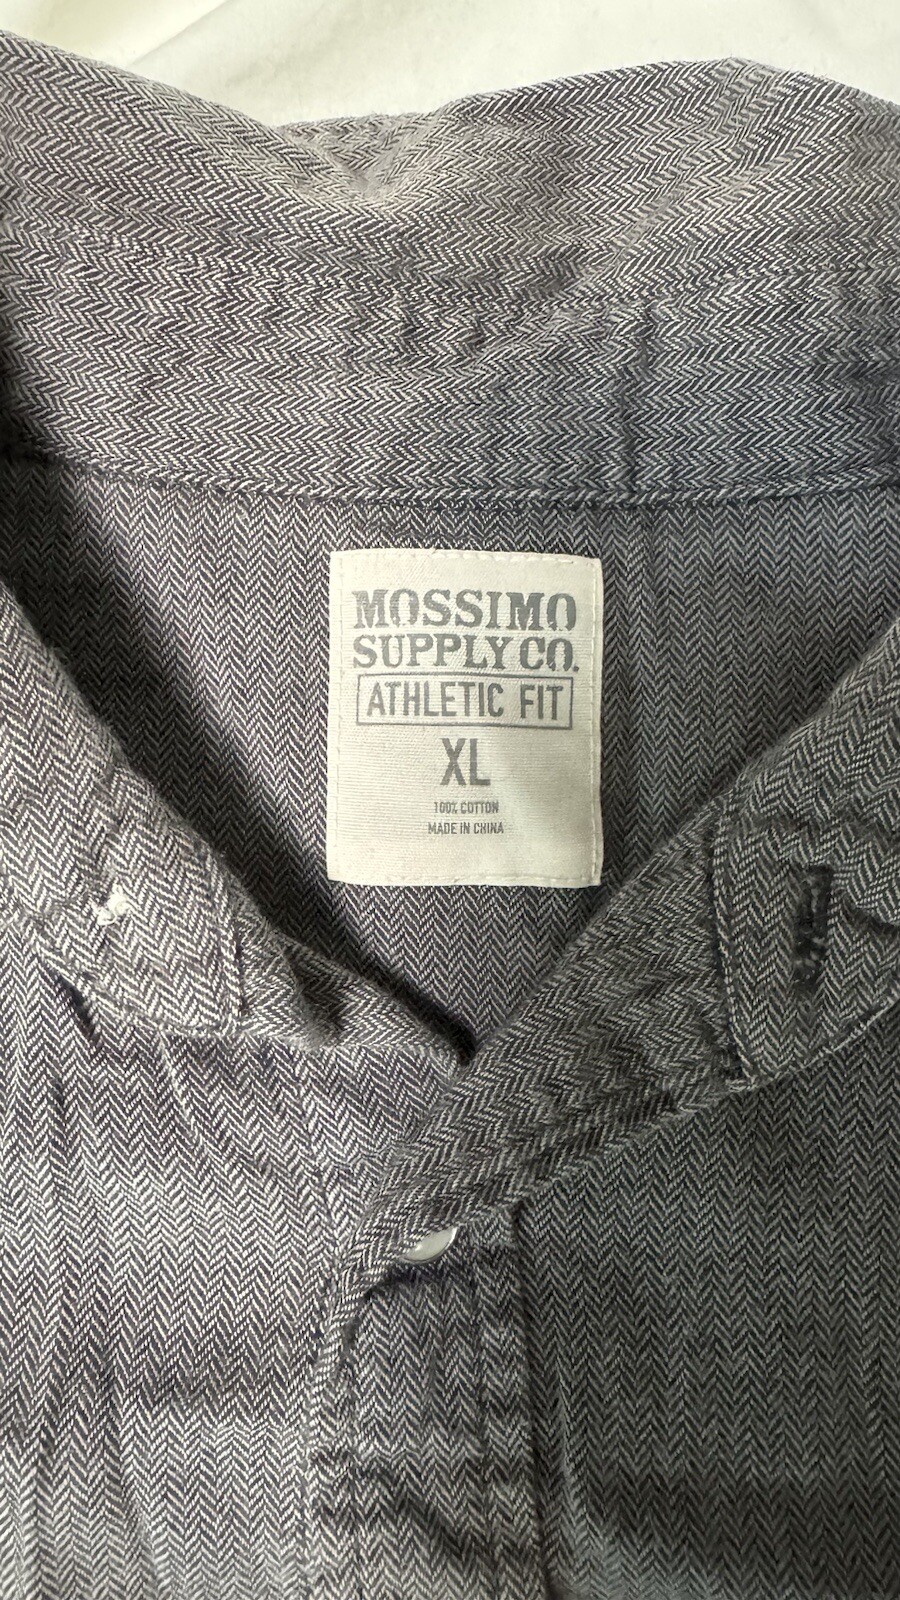 MOSSIMO
SUPPLY CO.
ATHLETIC FIT
XL
100% COTTON
MADE IN CHINA